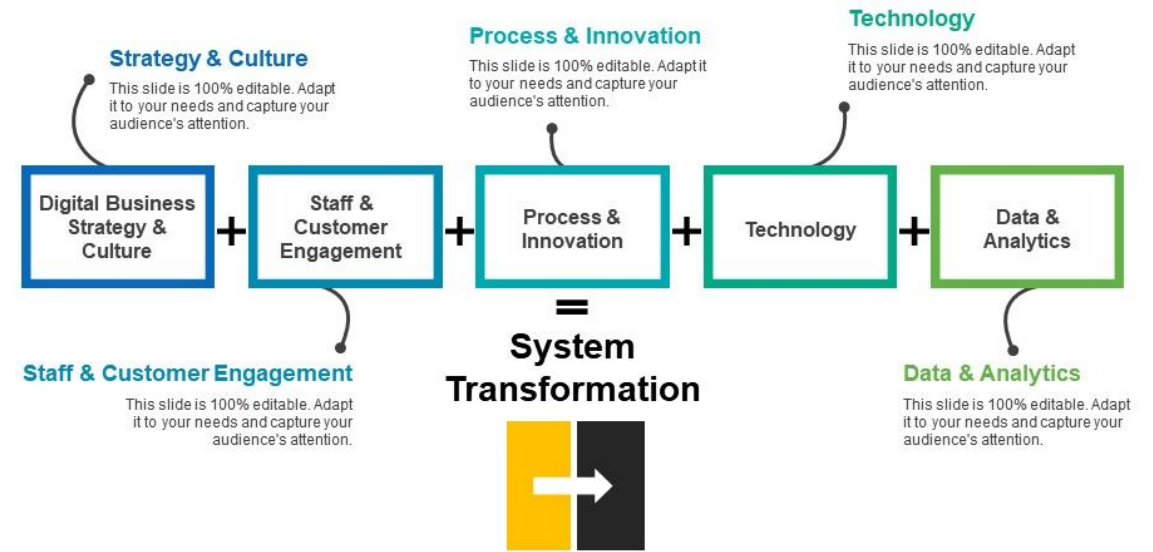 Strategy & Culture
This slide is 100% editable. Adapt
it to your needs and capture your
audience's attention.
Process & Innovation
This slide is 100% editable. Adapt it
to your needs and capture your
audience's attention.
Technology
This slide is 100% editable. Adapt
it to your needs and capture your
audience's attention.
Digital Business
Strategy &
Culture
+
Staff &
Customer
Engagement
+
Process &
Innovation
+
Technology
+
Data &
Analytics
=
System
Transformation
Staff & Customer Engagement
This slide is 100% editable. Adapt
it to your needs and capture your
audience's attention.
Data & Analytics
This slide is 100% editable. Adapt
it to your needs and capture your
audience's attention.